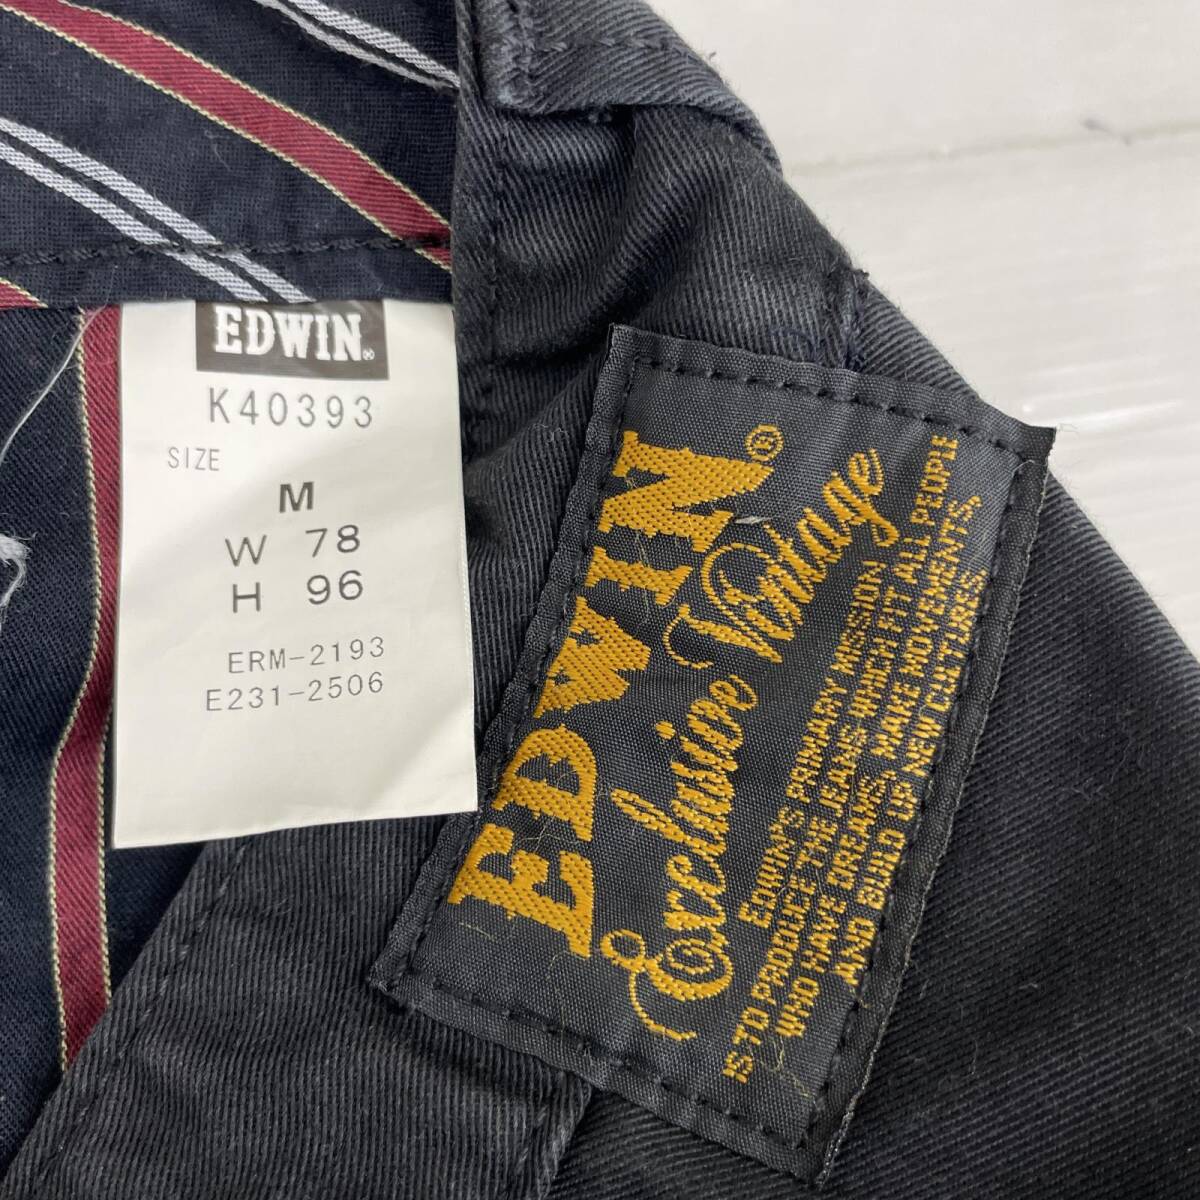 EDWIN®
K40393
SIZE
M
W 78
H 96
ERM-2193
E231-2506
EDWIN®
Exclusive Vintage
EDWIN'S PRIMARY MISSION
IS TO PRODUCE THE JEANS WHICH FIT ALL PEOPLE
WHO HAVE DREAMS, MAKE MOVEMENTS,
AND BUILD UP NEW CULTURES